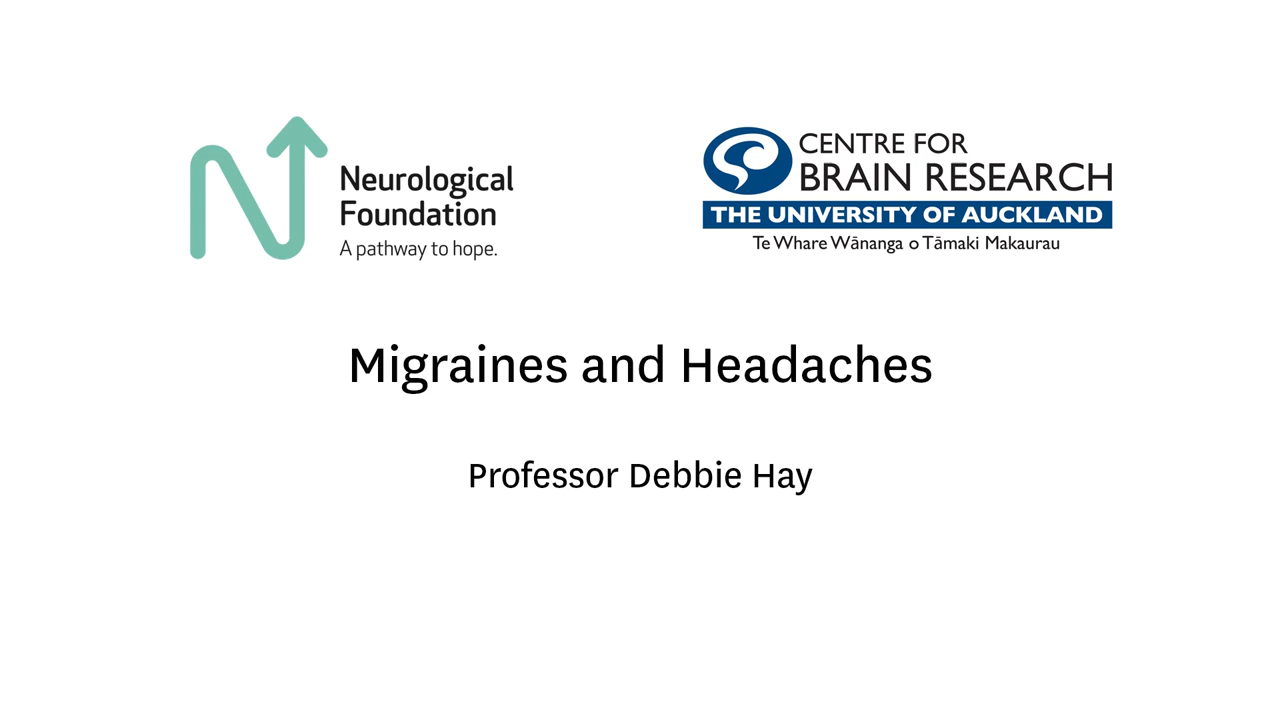 Neurological
Foundation
A pathway to hope.
CENTRE FOR
BRAIN RESEARCH
THE UNIVERSITY OF AUCKLAND
Te Whare Wānanga o Tāmaki Makaurau
Migraines and Headaches
Professor Debbie Hay